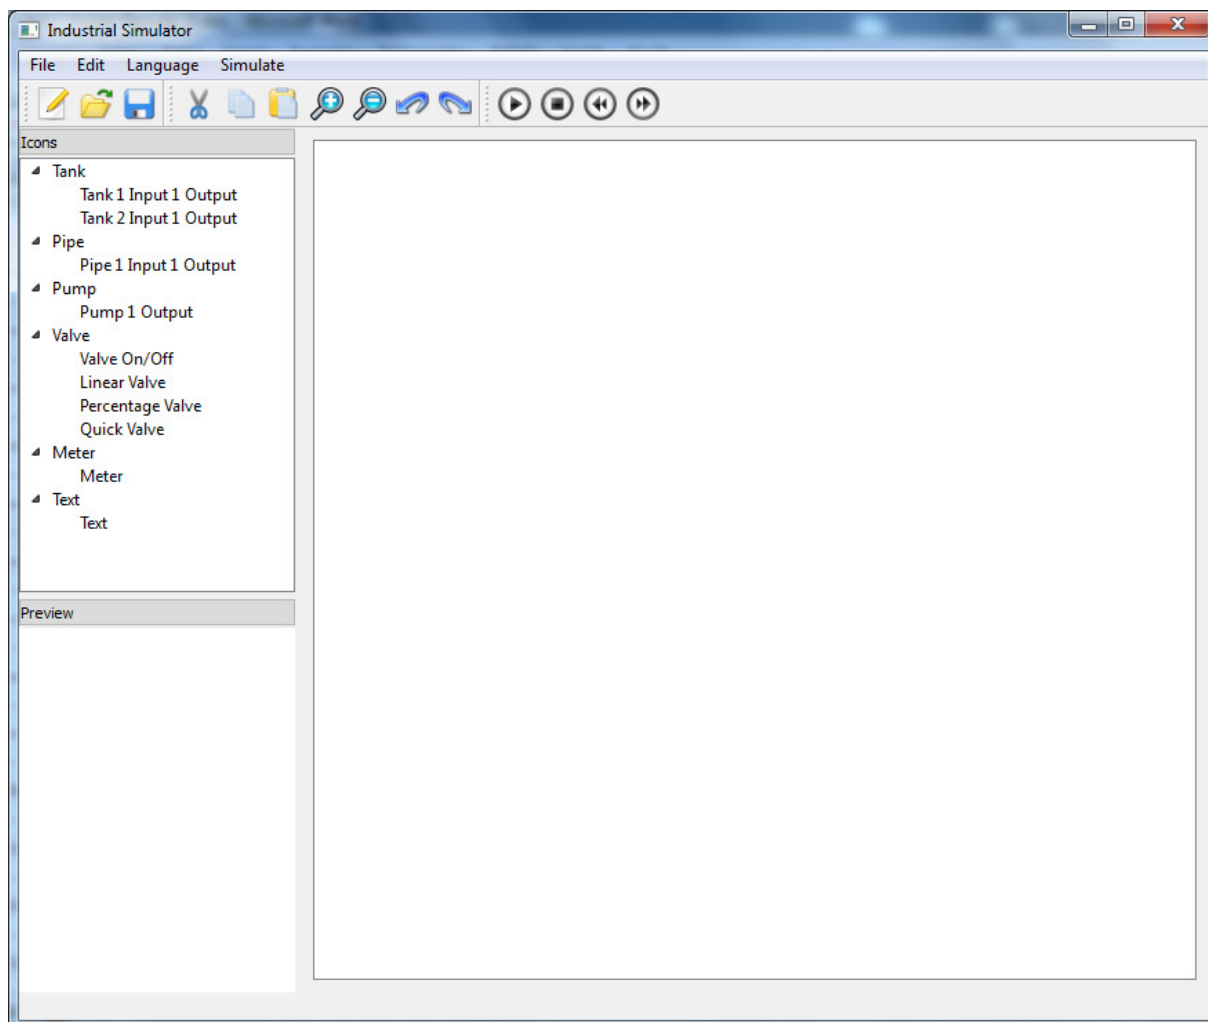 Industrial Simulator
File Edit Language Simulate
Icons
Tank
Tank 1 Input 1 Output
Tank 2 Input 1 Output
Pipe
Pipe 1 Input 1 Output
Pump
Pump 1 Output
Valve
Valve On/Off
Linear Valve
Percentage Valve
Quick Valve
Meter
Meter
Text
Text
Preview